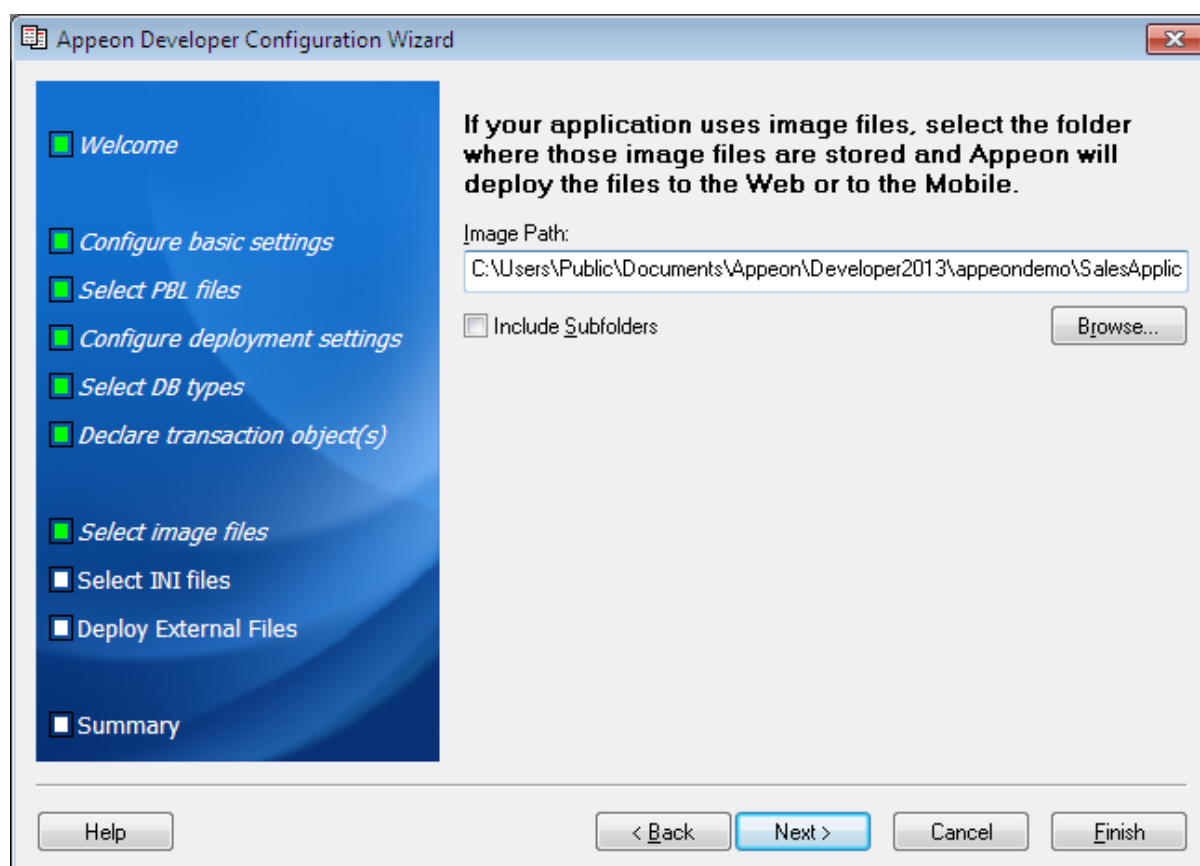 Appeon Developer Configuration Wizard
Welcome
Configure basic settings
Select PBL files
Configure deployment settings
Select DB types
Declare transaction object(s)
Select image files
Select INI files
Deploy External Files
Summary
If your application uses image files, select the folder
where those image files are stored and Appeon will
deploy the files to the Web or to the Mobile.
Image Path:
C:\Users\Public\Documents\Appeon\Developer2013\appeondemo\SalesApplic
Include Subfolders
Browse...
Help
< Back
Next >
Cancel
Finish